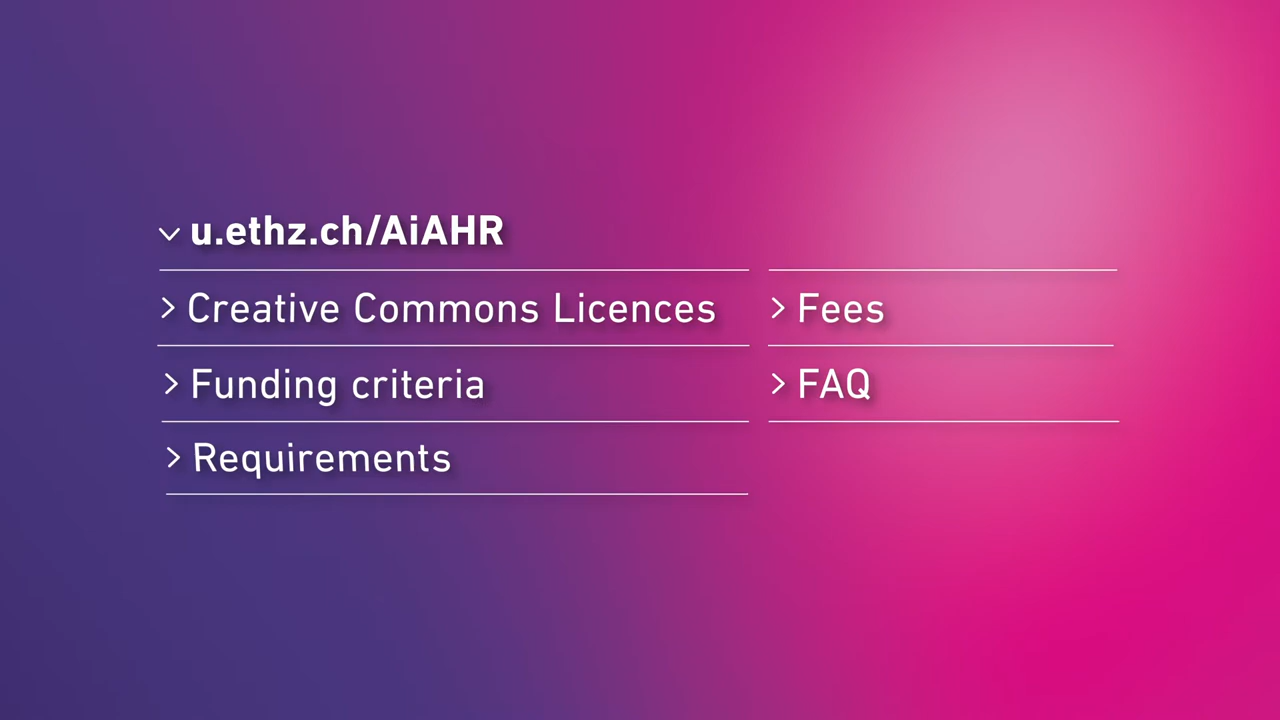 u.ethz.ch/AiAHR
Creative Commons Licences
Funding criteria
Requirements
Fees
FAQ